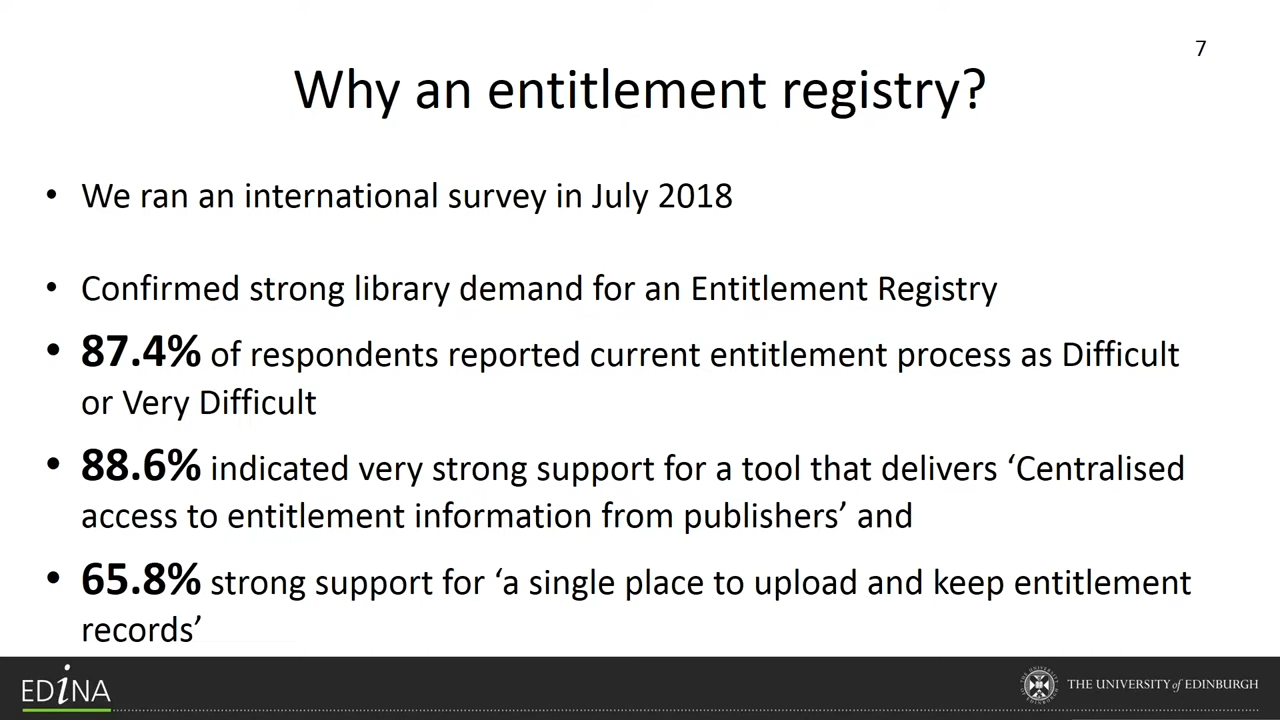 7
Why an entitlement registry?
• We ran an international survey in July 2018
• Confirmed strong library demand for an Entitlement Registry
• 87.4% of respondents reported current entitlement process as Difficult
or Very Difficult
• 88.6% indicated very strong support for a tool that delivers ‘Centralised
access to entitlement information from publishers’ and
• 65.8% strong support for ‘a single place to upload and keep entitlement
records’
EDiNA
THE UNIVERSITY of EDINBURGH